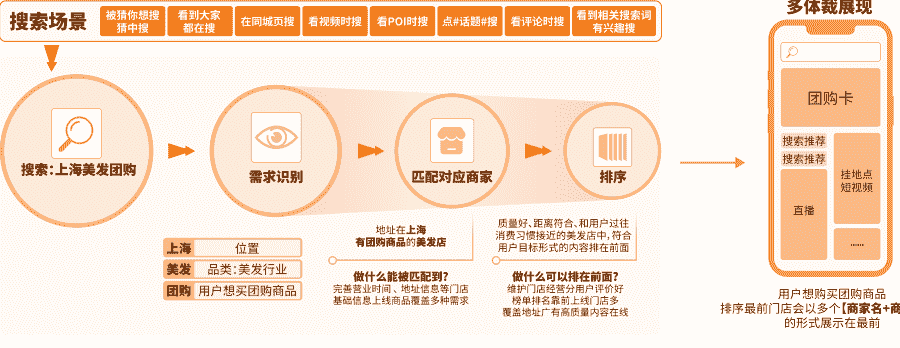 搜索场景
被猜你想搜
猜中搜
看到大家
都在搜
在同城页搜
看视频时搜
看POI时搜
点#话题#搜
看评论时搜
看到相关搜索词
有兴趣搜
多体裁展现
搜索：上海美发团购
需求识别
匹配对应商家
排序
团购卡
搜索推荐
搜索推荐
挂地点
短视频
直播
......
上海 位置
美发 品类：美发行业
团购 用户想买团购商品
地址在上海
有团购商品的美发店
做什么能被匹配到？
完善营业时间、地址信息等门店
基础信息上线商品覆盖多种需求
质量好、距离符合、和用户过往
消费习惯接近的美发店中，符合
用户目标形式的内容排在前面
做什么可以排在前面？
维护门店经营分用户评价好
榜单排名靠前上线门店多
覆盖地址广有高质量内容在线
用户想购买团购商品
排序最前门店会以多个【商家名+商
的形式展示在最前